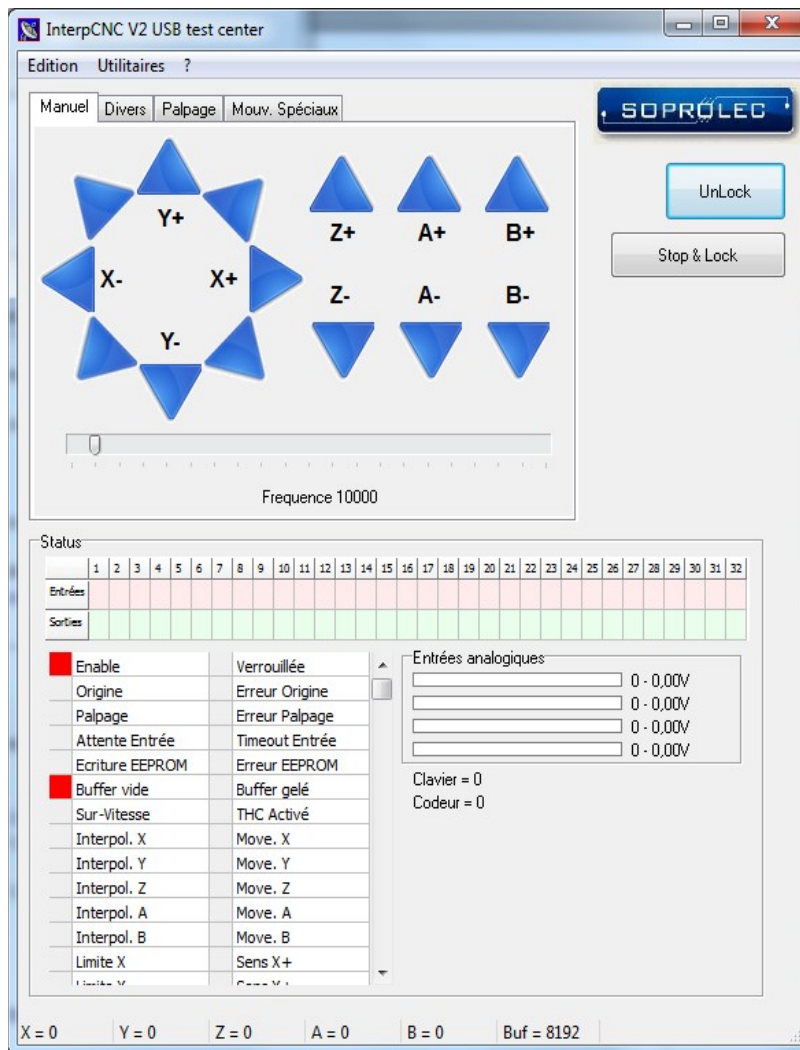 InterpCNC V2 USB test center
Edition Utilitaires ?
Manuel Divers Palpage Mouv. Spéciaux
SOPROLEC
UnLock
Stop & Lock
Y+
X- X+
Y-
Z+ A+ B+
Z- A- B-
Frequence 10000
Status
1 2 3 4 5 6 7 8 9 10 11 12 13 14 15 16 17 18 19 20 21 22 23 24 25 26 27 28 29 30 31 32
Entrées
Sorties
Enable Verrouillée
Origine Erreur Origine
Palpage Erreur Palpage
Attente Entrée Timeout Entrée
Ecriture EEPROM Erreur EEPROM
Buffer vide Buffer gelé
Sur-Vitesse THC Activé
Interpol. X Move. X
Interpol. Y Move. Y
Interpol. Z Move. Z
Interpol. A Move. A
Interpol. B Move. B
Limite X Sens X+
Entrées analogiques
0 - 0,00V
0 - 0,00V
0 - 0,00V
0 - 0,00V
Clavier = 0
Codeur = 0
X = 0 Y = 0 Z = 0 A = 0 B = 0 Buf = 8192